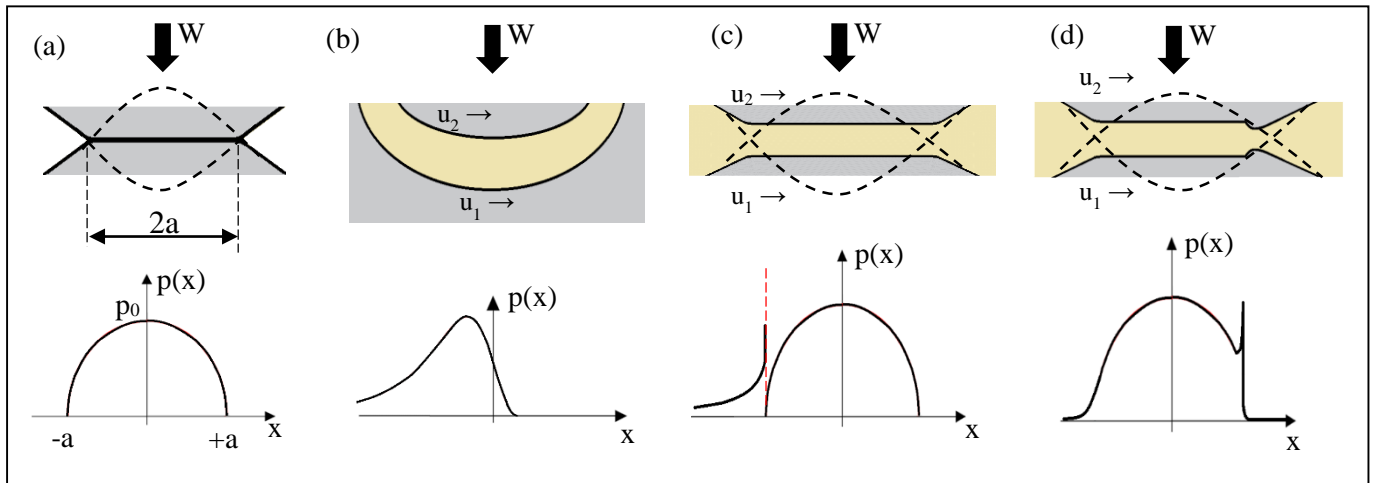 (a) W
2a
p(x)
p0
-a +a x
(b) W
u2 →
u1 →
p(x)
x
(c) W
u2 →
u1 →
p(x)
x
(d) W
u2 →
u1 →
p(x)
x